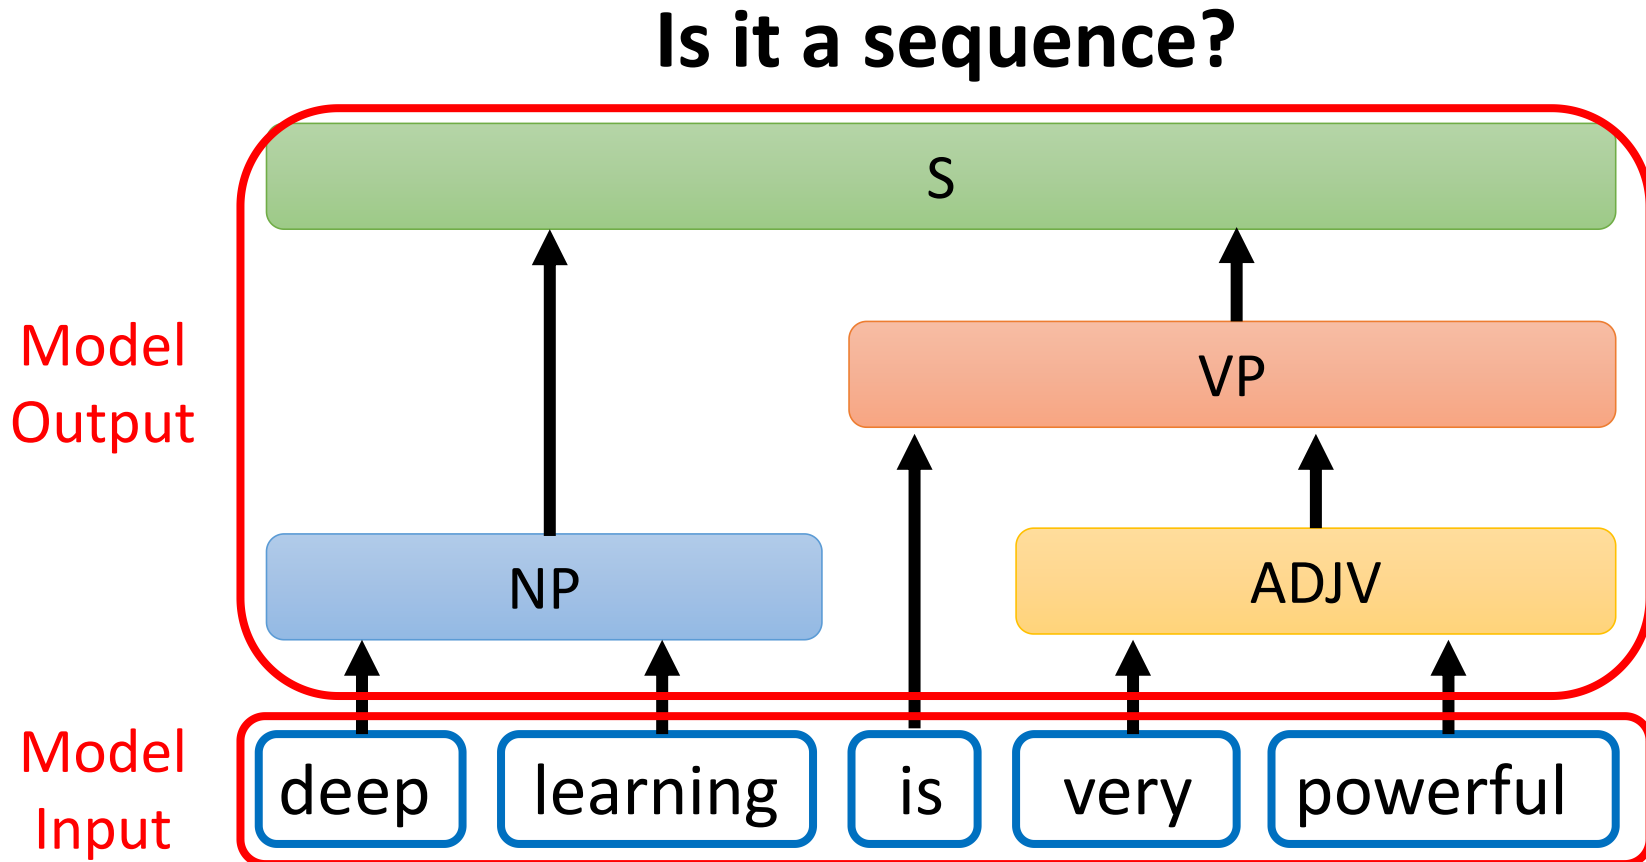 Is it a sequence?
S
Model
Output
VP
NP
ADJV
Model
Input
deep
learning
is
very
powerful